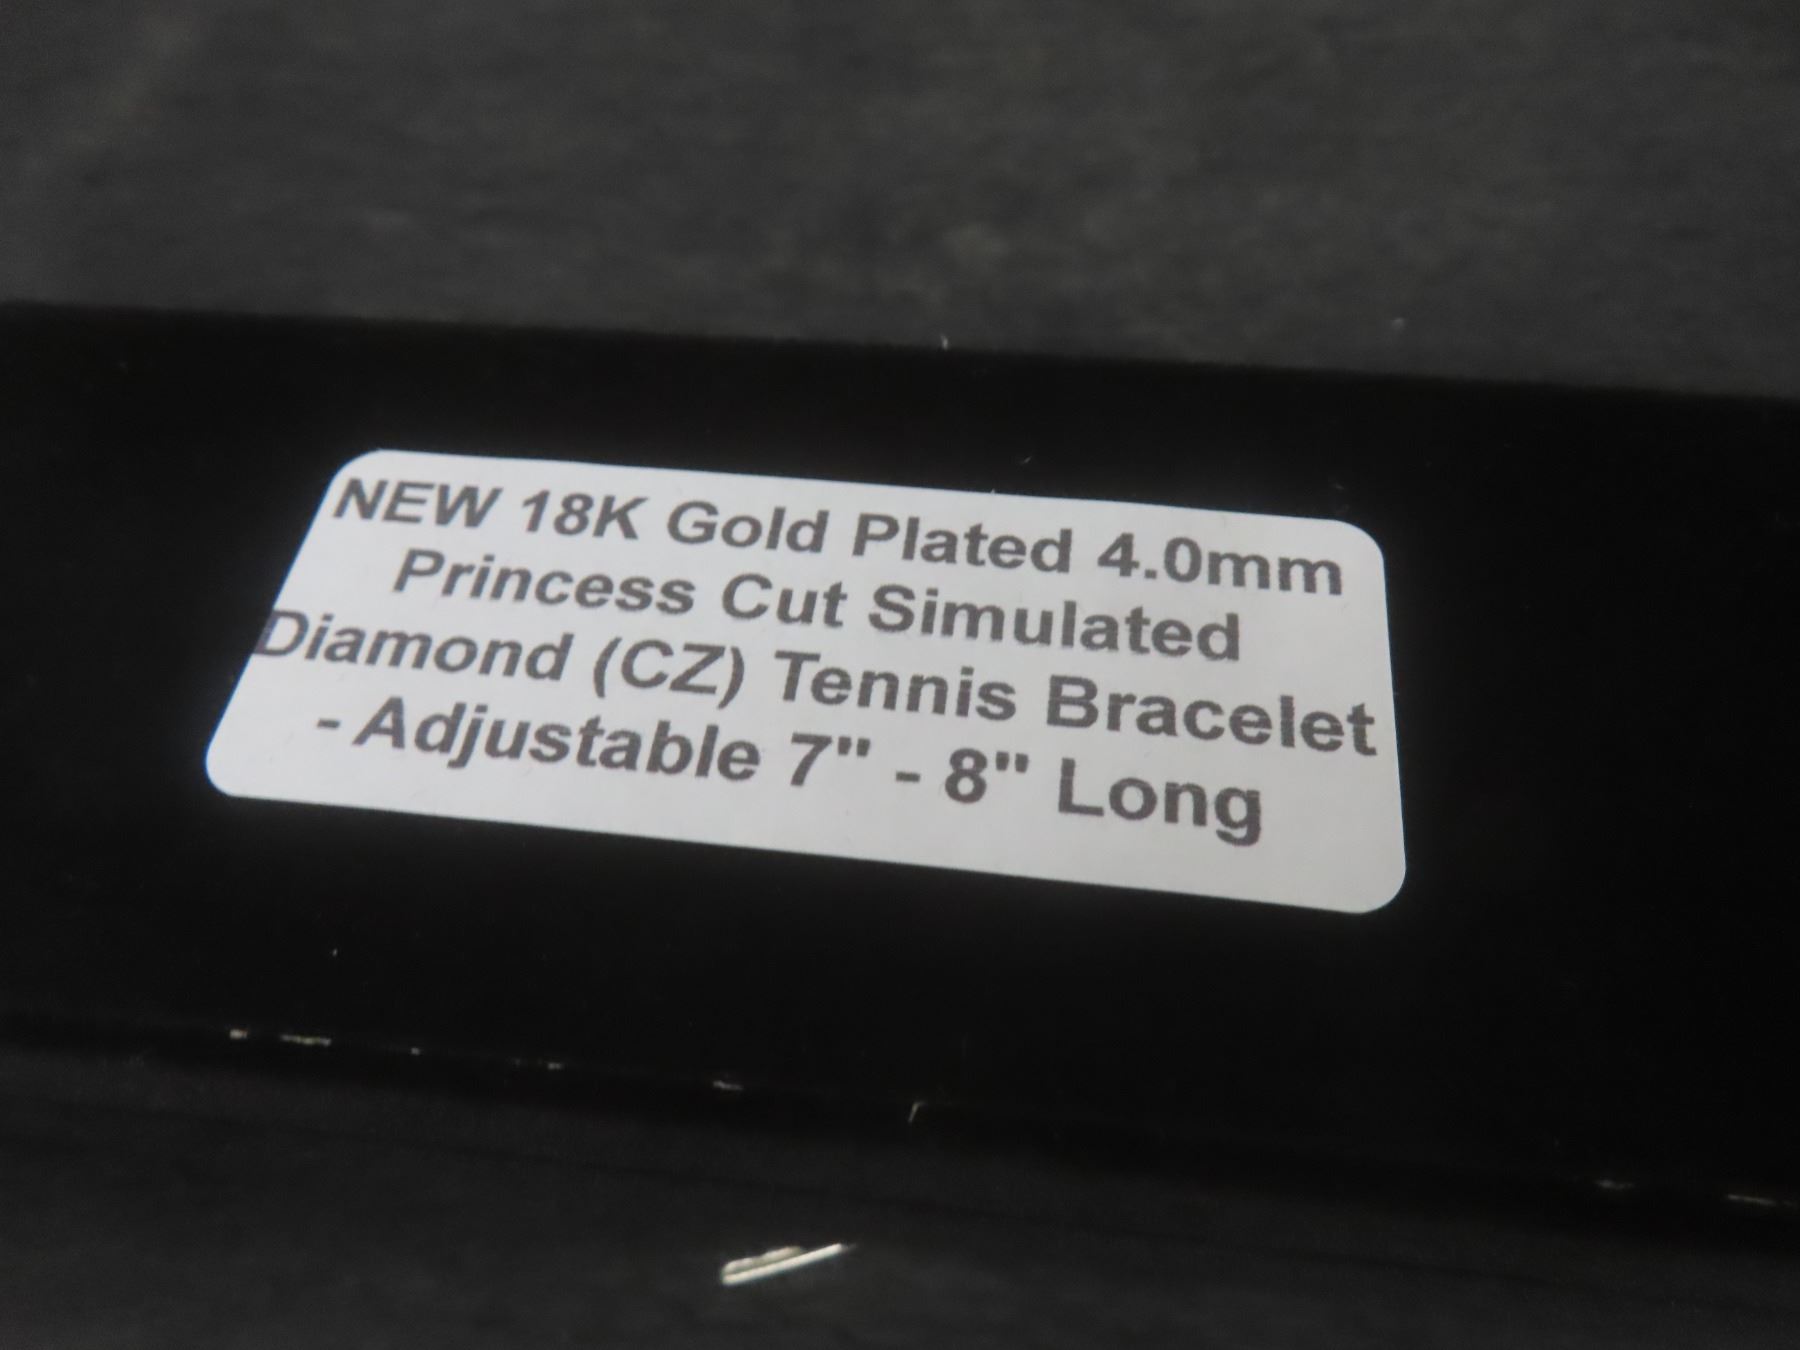 NEW 18K Gold Plated 4.0mm
Princess Cut Simulated
Diamond (CZ) Tennis Bracelet
- Adjustable 7" - 8" Long